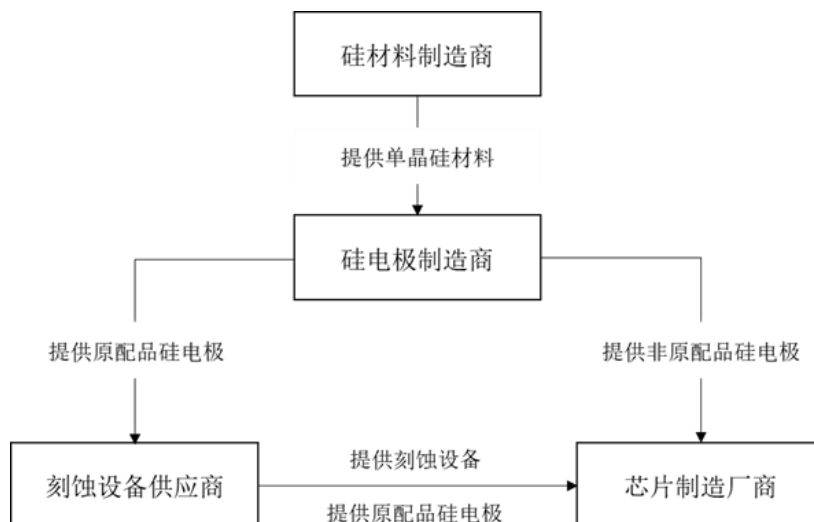 硅材料制造商
提供单晶硅材料
硅电极制造商
提供原配品硅电极
提供非原配品硅电极
刻蚀设备供应商
提供刻蚀设备
提供原配品硅电极
芯片制造厂商